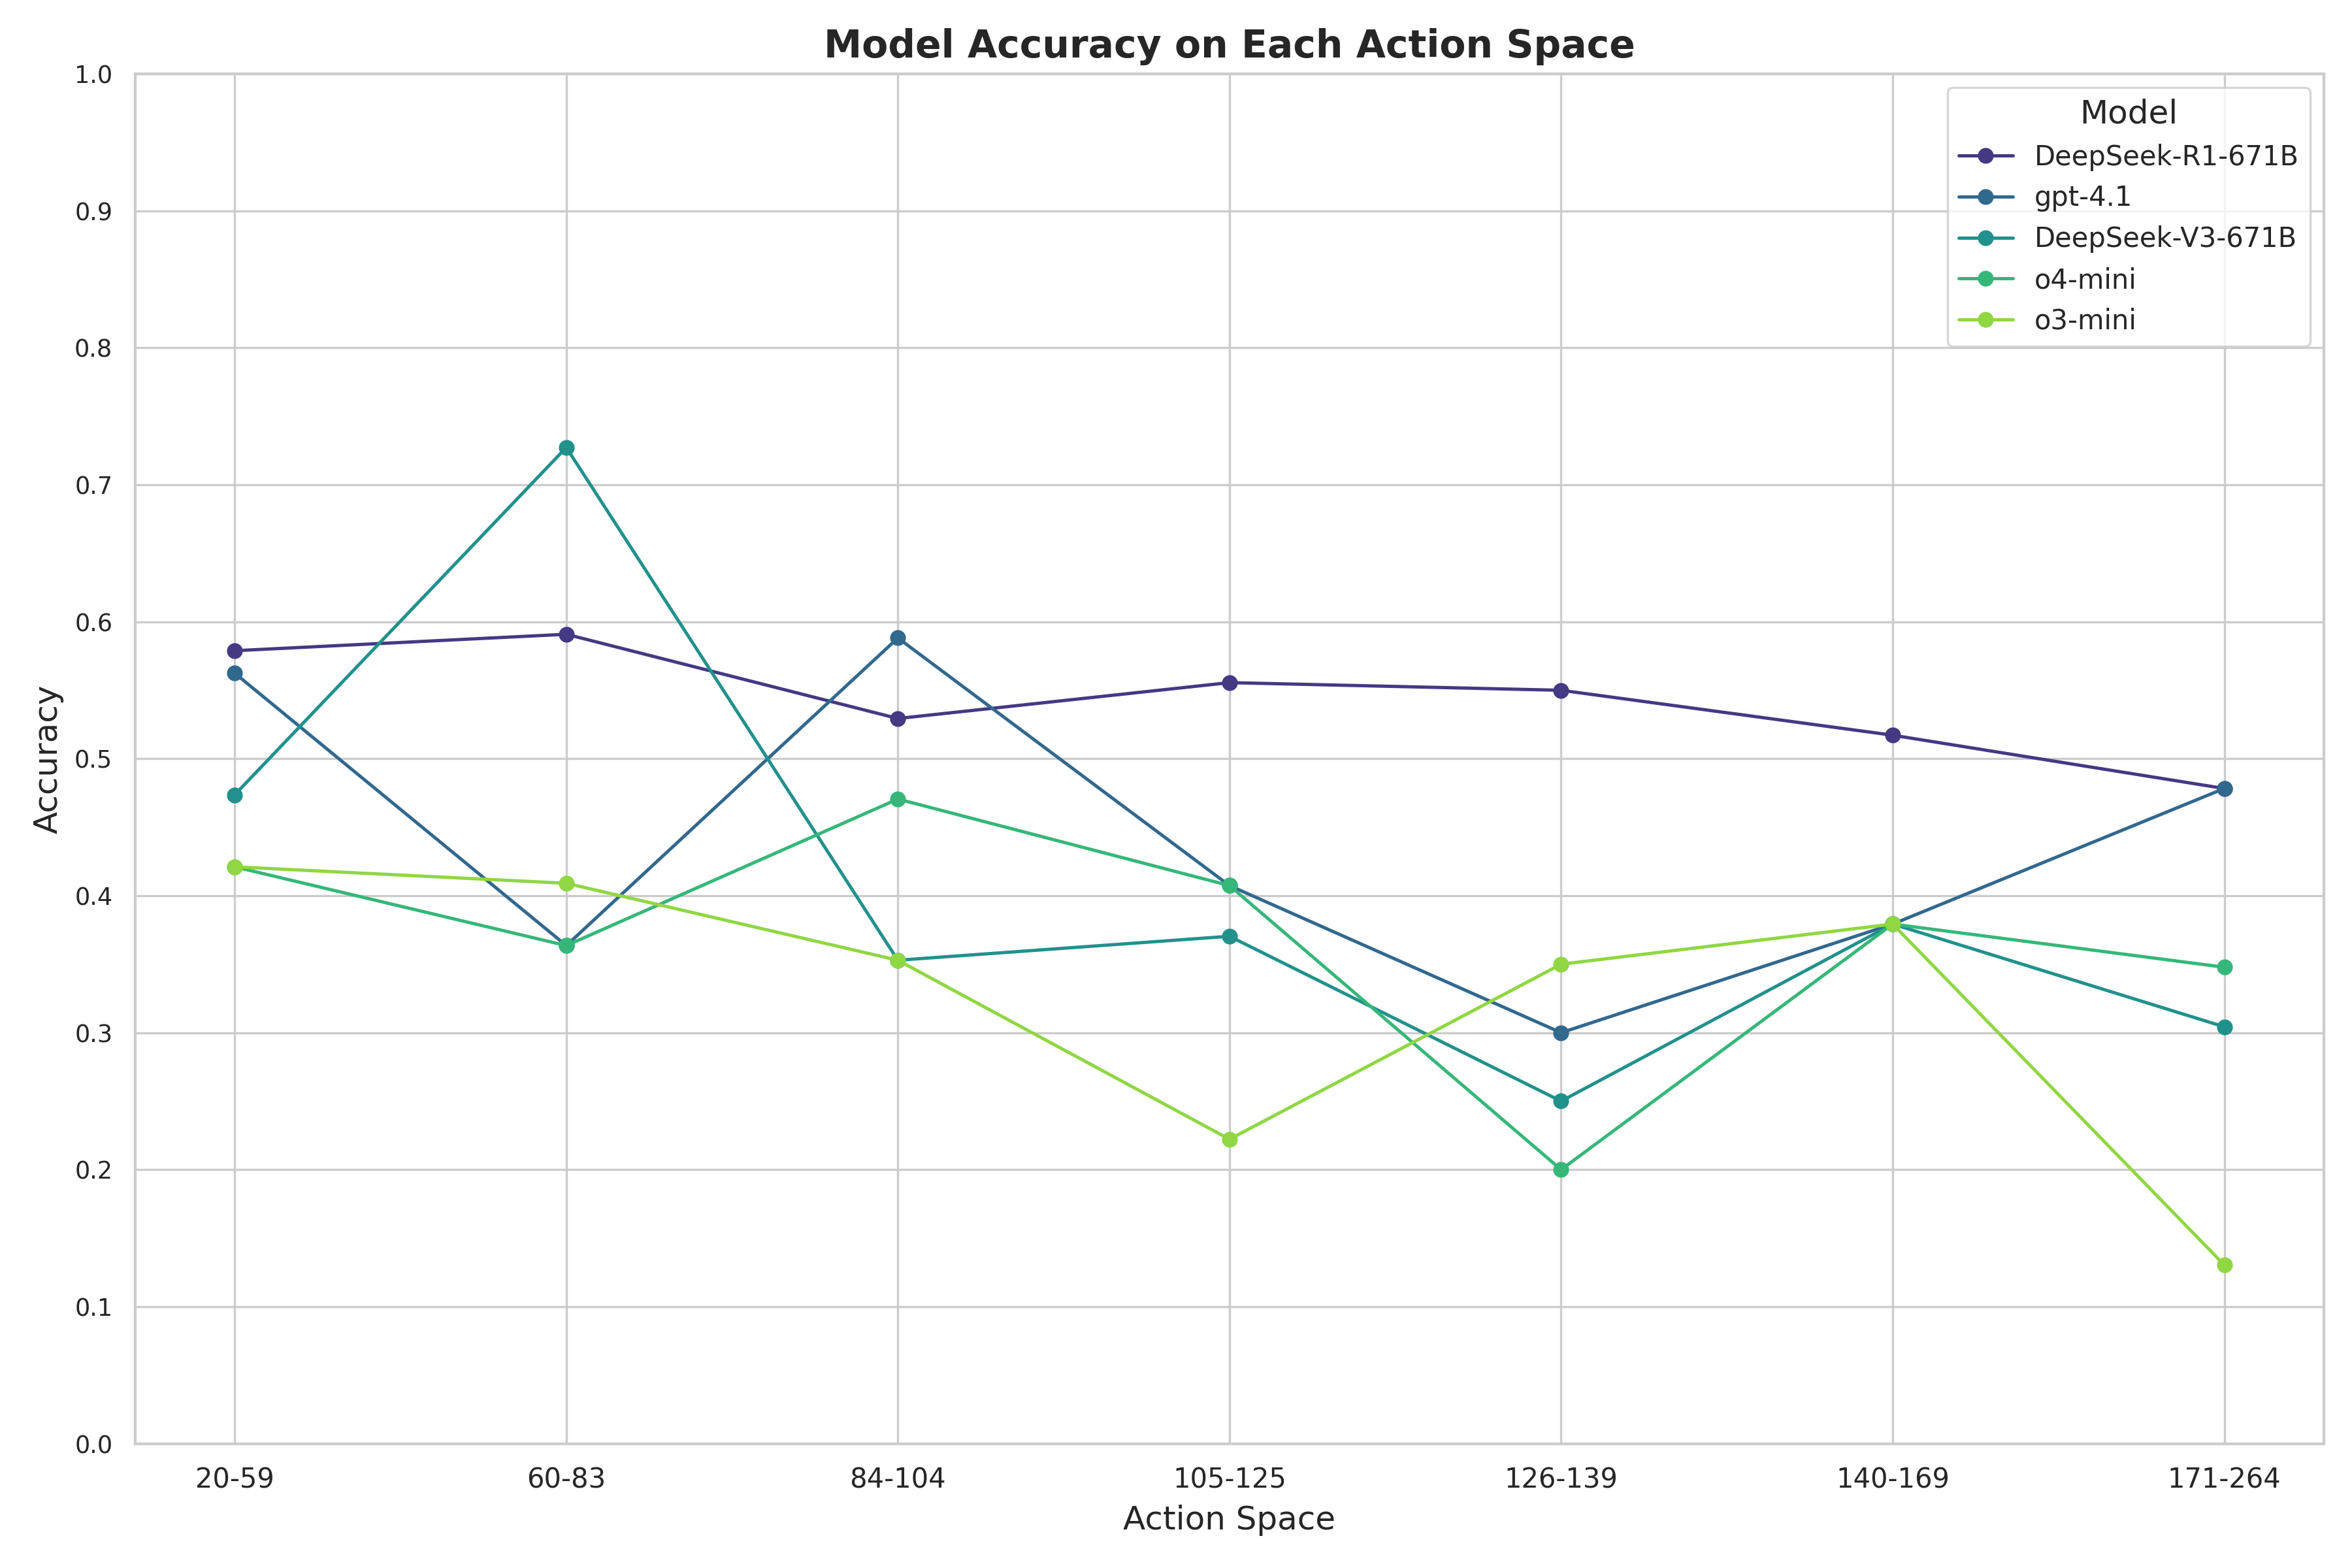 Model Accuracy on Each Action Space
Model
DeepSeek-R1-671B
gpt-4.1
DeepSeek-V3-671B
o4-mini
o3-mini
Accuracy
1.0
0.9
0.8
0.7
0.6
0.5
0.4
0.3
0.2
0.1
0.0
20-59 60-83 84-104 105-125 126-139 140-169 171-264
Action Space